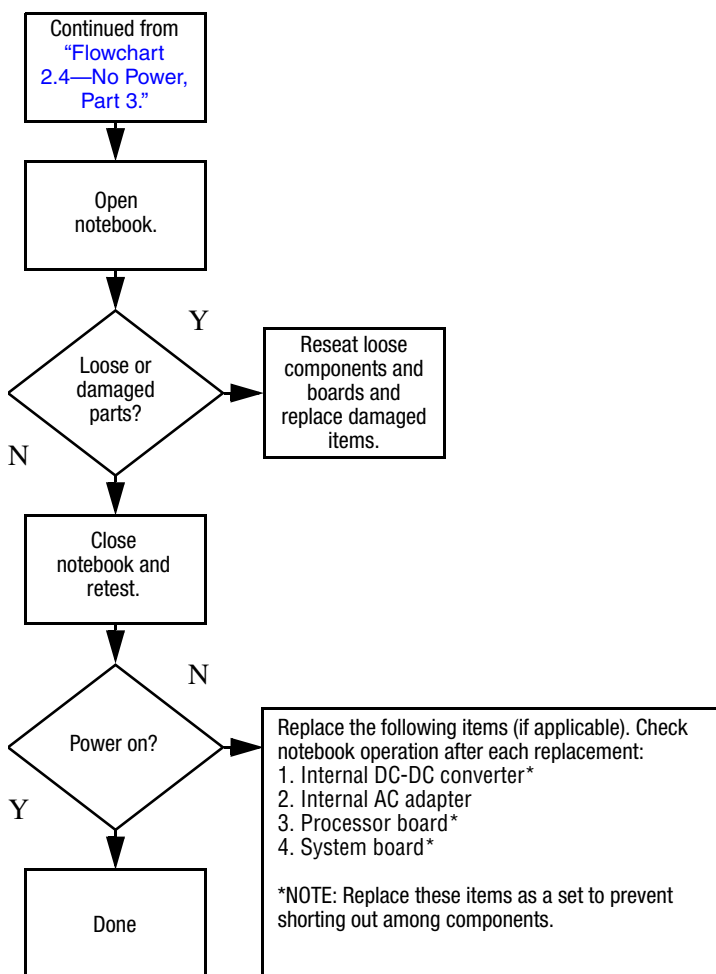 Continued from
“Flowchart
2.4—No Power,
Part 3.”
Open
notebook.
Y
Loose or
damaged
parts?
Reseat loose
components and
boards and
replace damaged
items.
N
Close
notebook and
retest.
N
Power on?
Replace the following items (if applicable). Check
notebook operation after each replacement:
1. Internal DC-DC converter*
2. Internal AC adapter
3. Processor board*
4. System board*
*NOTE: Replace these items as a set to prevent
shorting out among components.
Y
Done